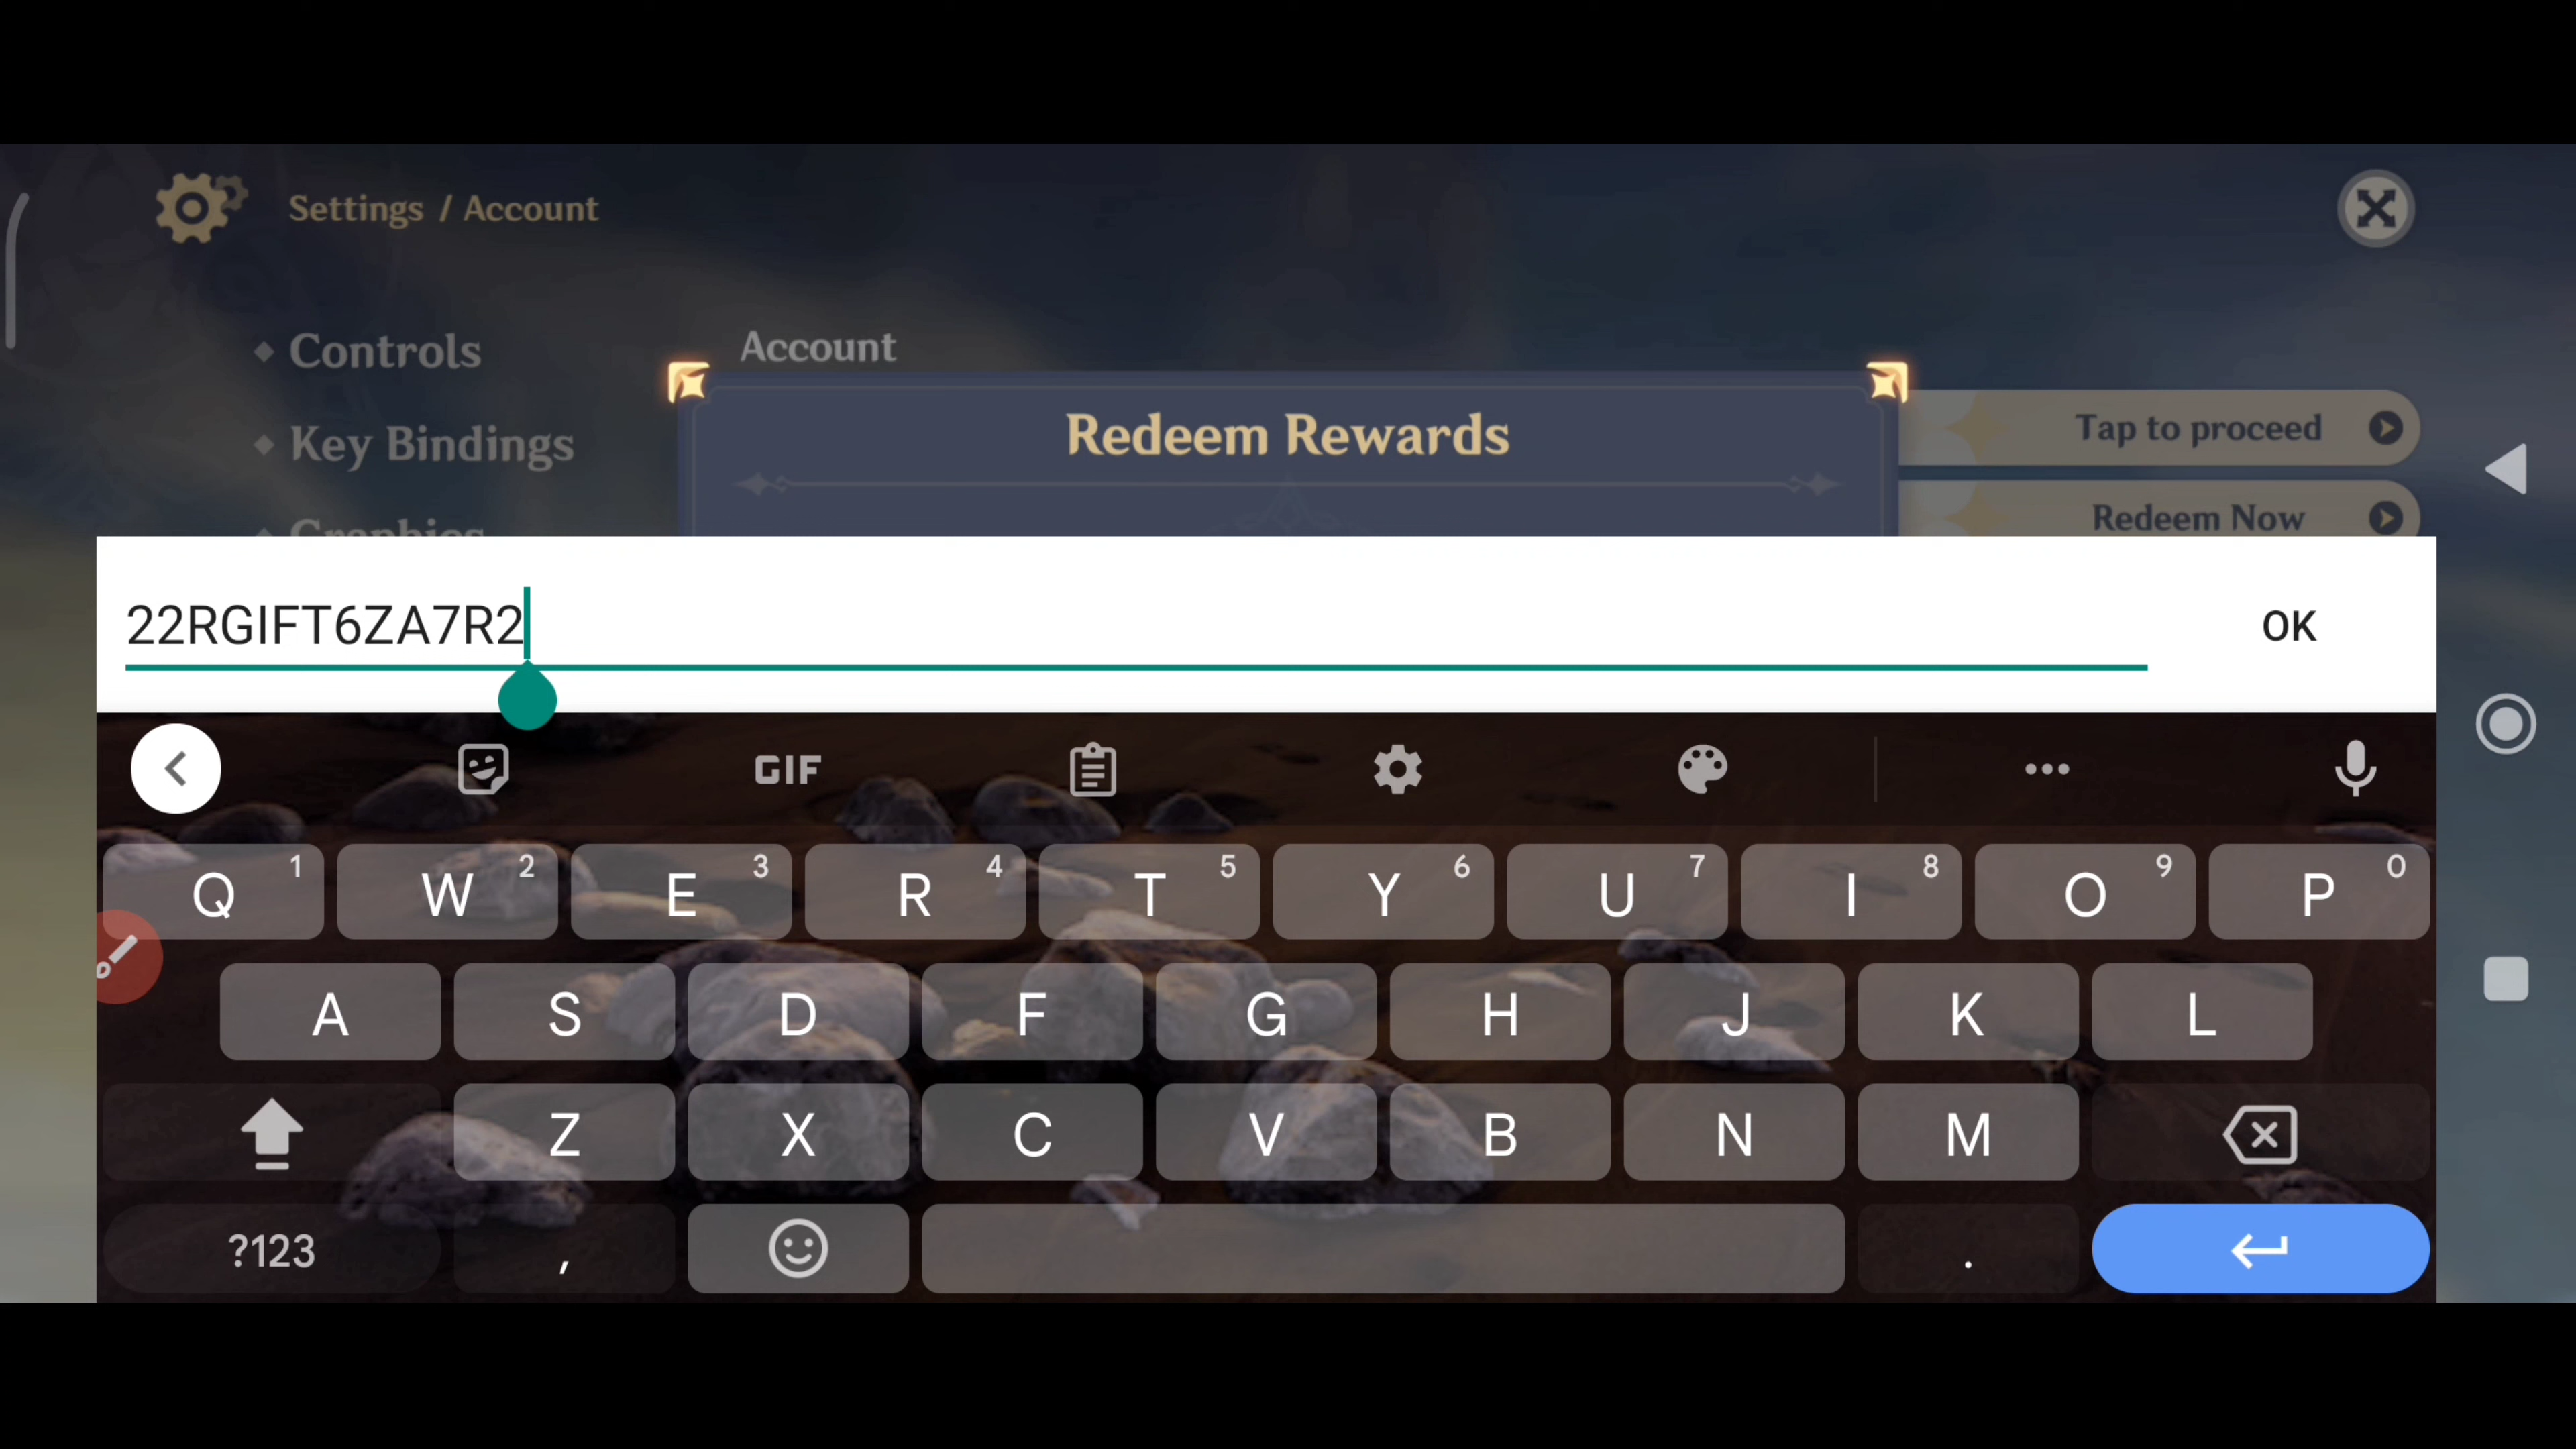 Settings / Account
Controls
Account
Key Bindings
Redeem Rewards
Tap to proceed
Graphics
Redeem Now
22RGIFT6ZA7R2
OK
GIF
Q 1 W 2 E 3 R 4 T 5 Y 6 U 7 I 8 O 9 P 0
A S D F G H J K L
Z X C V B N M
?123 , .